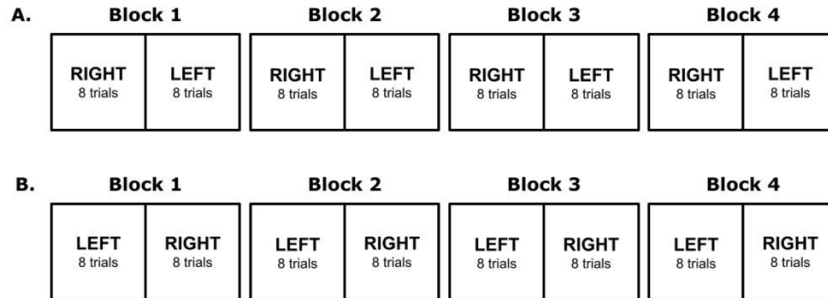 A. Block 1 Block 2 Block 3 Block 4
RIGHT LEFT RIGHT LEFT RIGHT LEFT RIGHT LEFT
8 trials 8 trials 8 trials 8 trials 8 trials 8 trials 8 trials 8 trials
B. Block 1 Block 2 Block 3 Block 4
LEFT RIGHT LEFT RIGHT LEFT RIGHT LEFT RIGHT
8 trials 8 trials 8 trials 8 trials 8 trials 8 trials 8 trials 8 trials